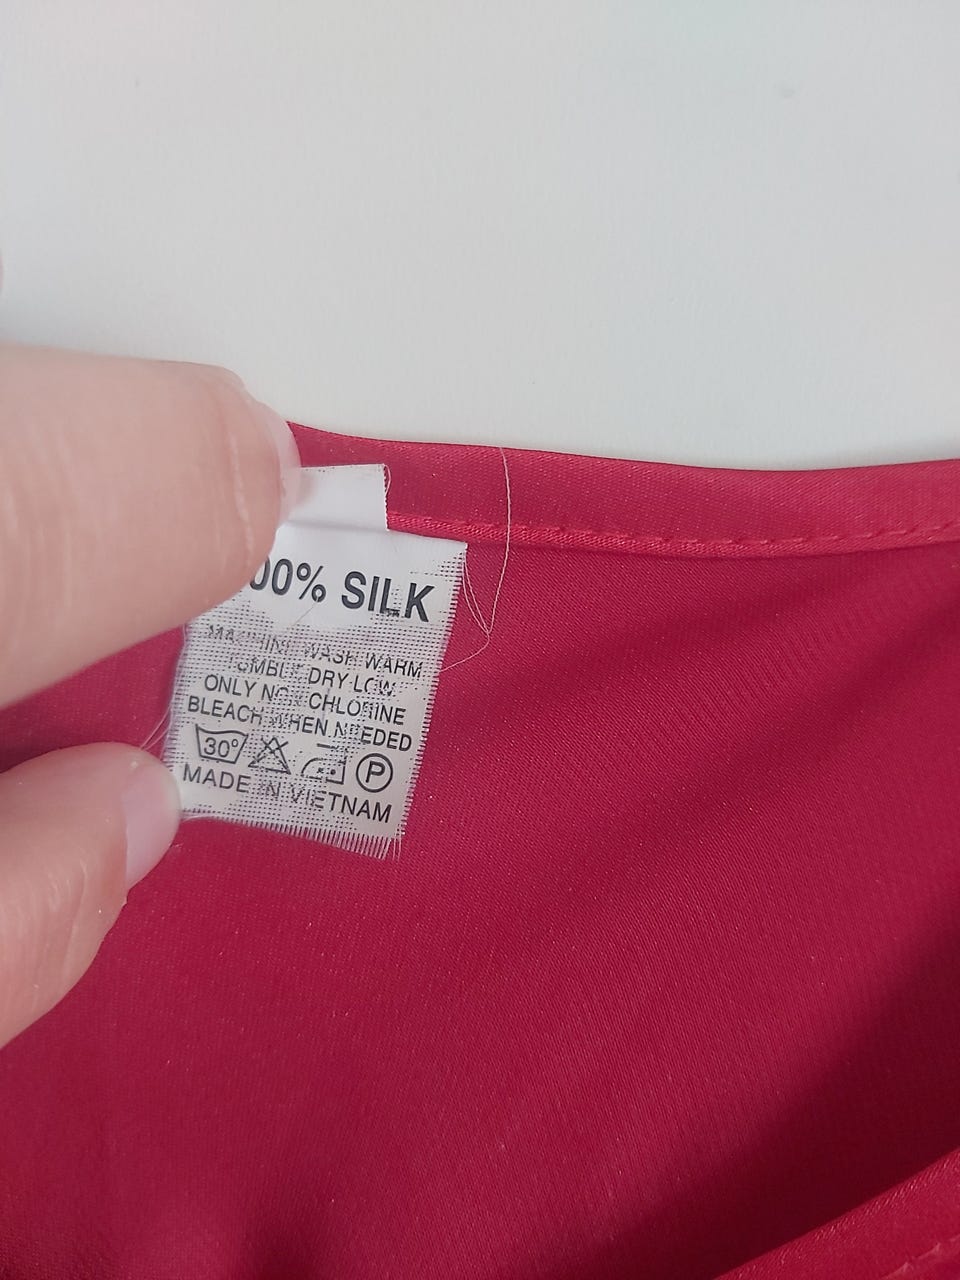 00% SILK
MACHINE WASH WARM
TUMBLE DRY LOW
ONLY NON CHLORINE
BLEACH WHEN NEEDED
30° P
MADE IN VIETNAM